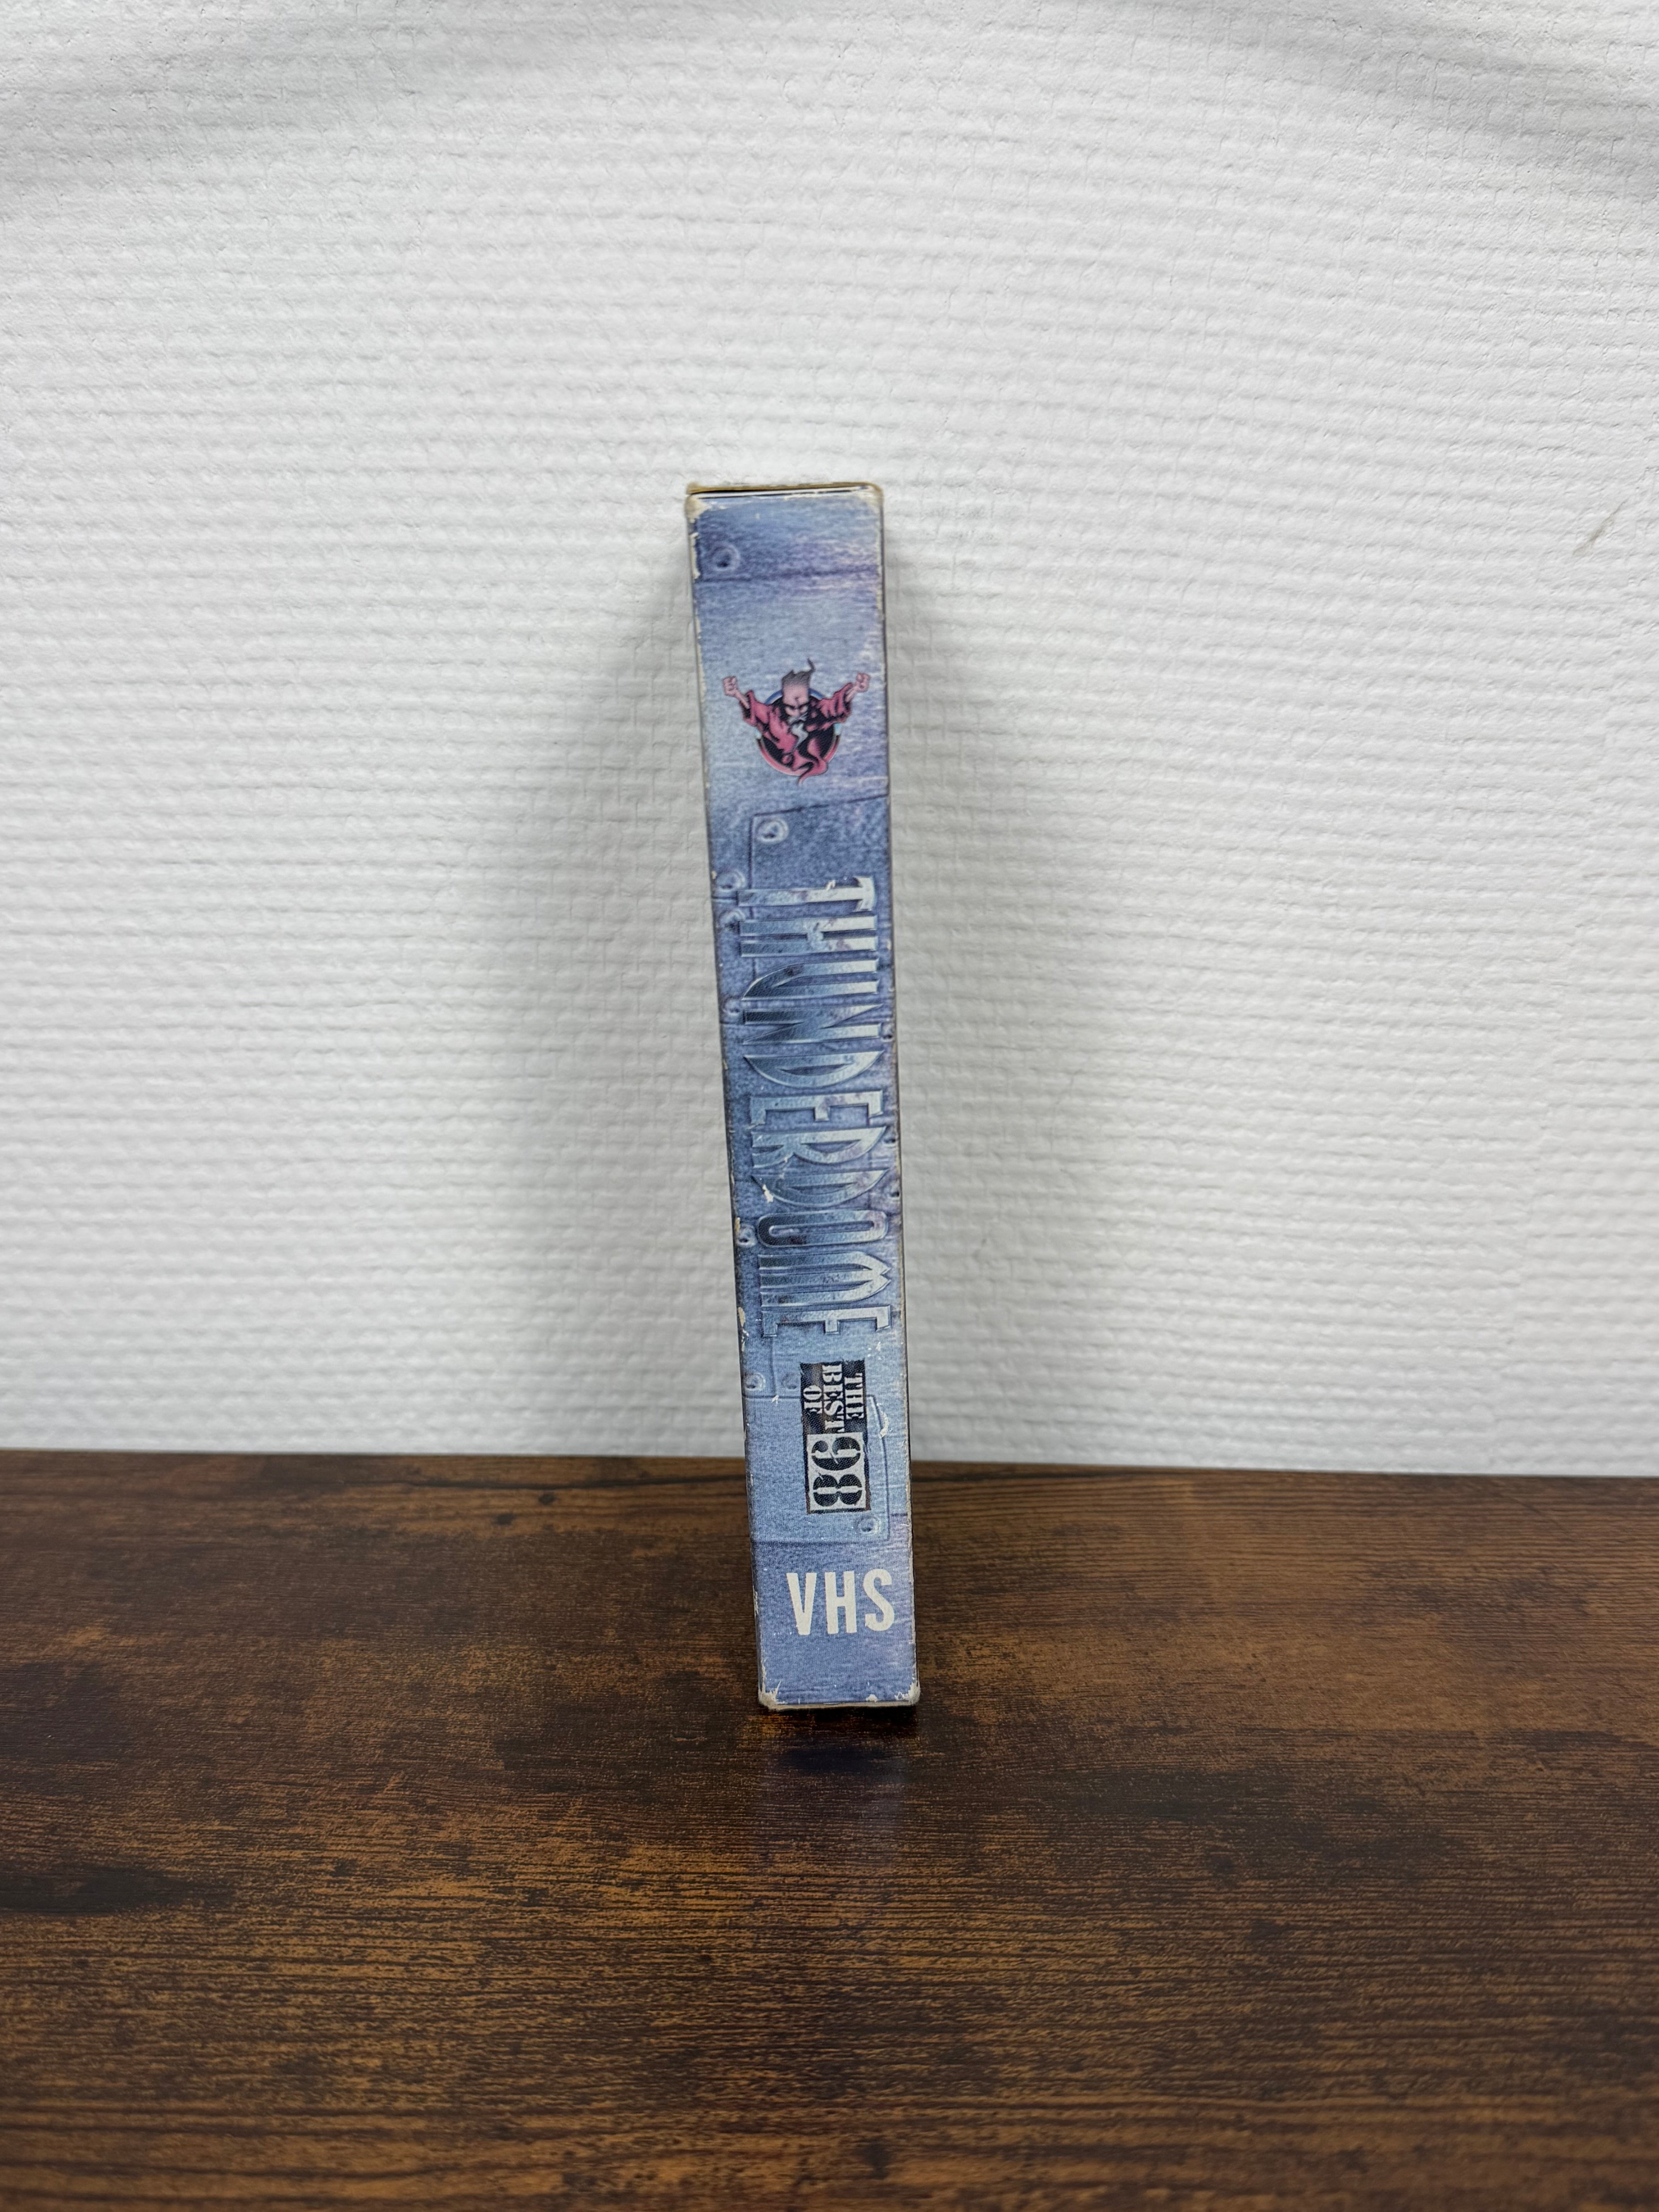 THUNDERDOME
THE
BEST
OF
98
VHS